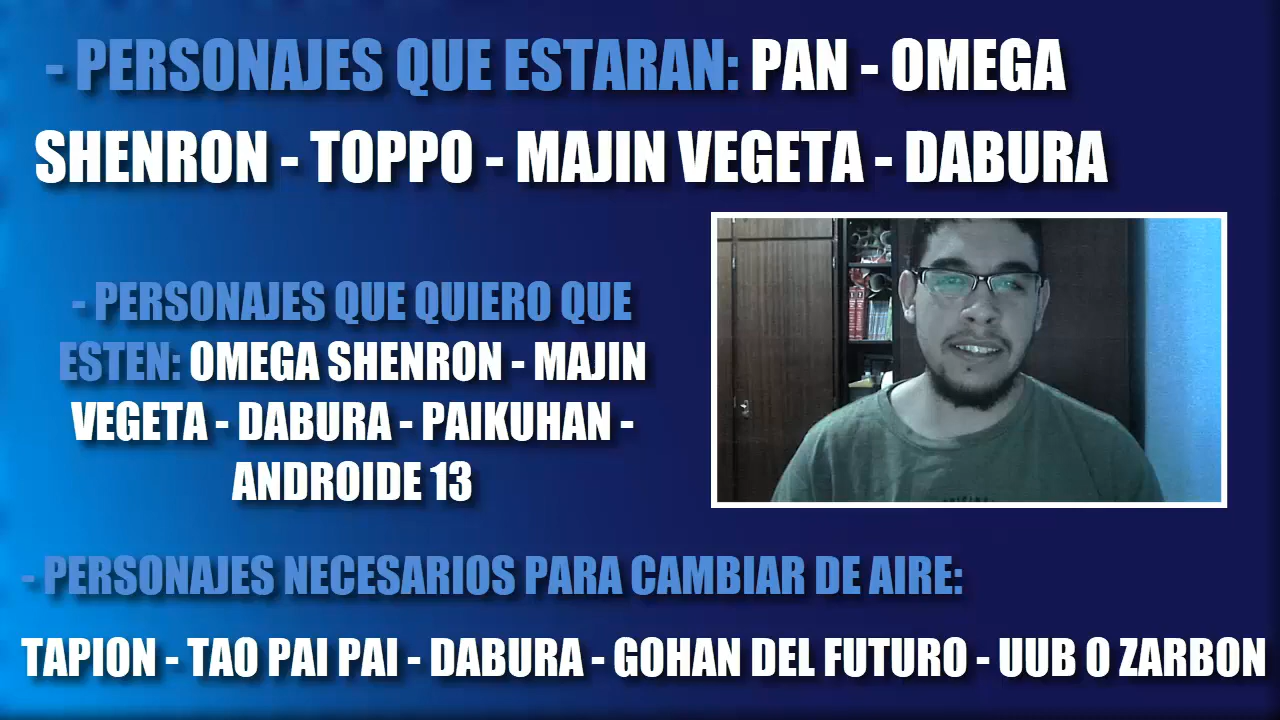 - PERSONAJES QUE ESTARAN: PAN - OMEGA
SHENRON - TOPPO - MAJIN VEGETA - DABURA
- PERSONAJES QUE QUIERO QUE
ESTEN: OMEGA SHENRON - MAJIN
VEGETA - DABURA - PAIKUHAN -
ANDROIDE 13
- PERSONAJES NECESARIOS PARA CAMBIAR DE AIRE:
TAPION - TAO PAI PAI - DABURA - GOHAN DEL FUTURO - UUB O ZARBON